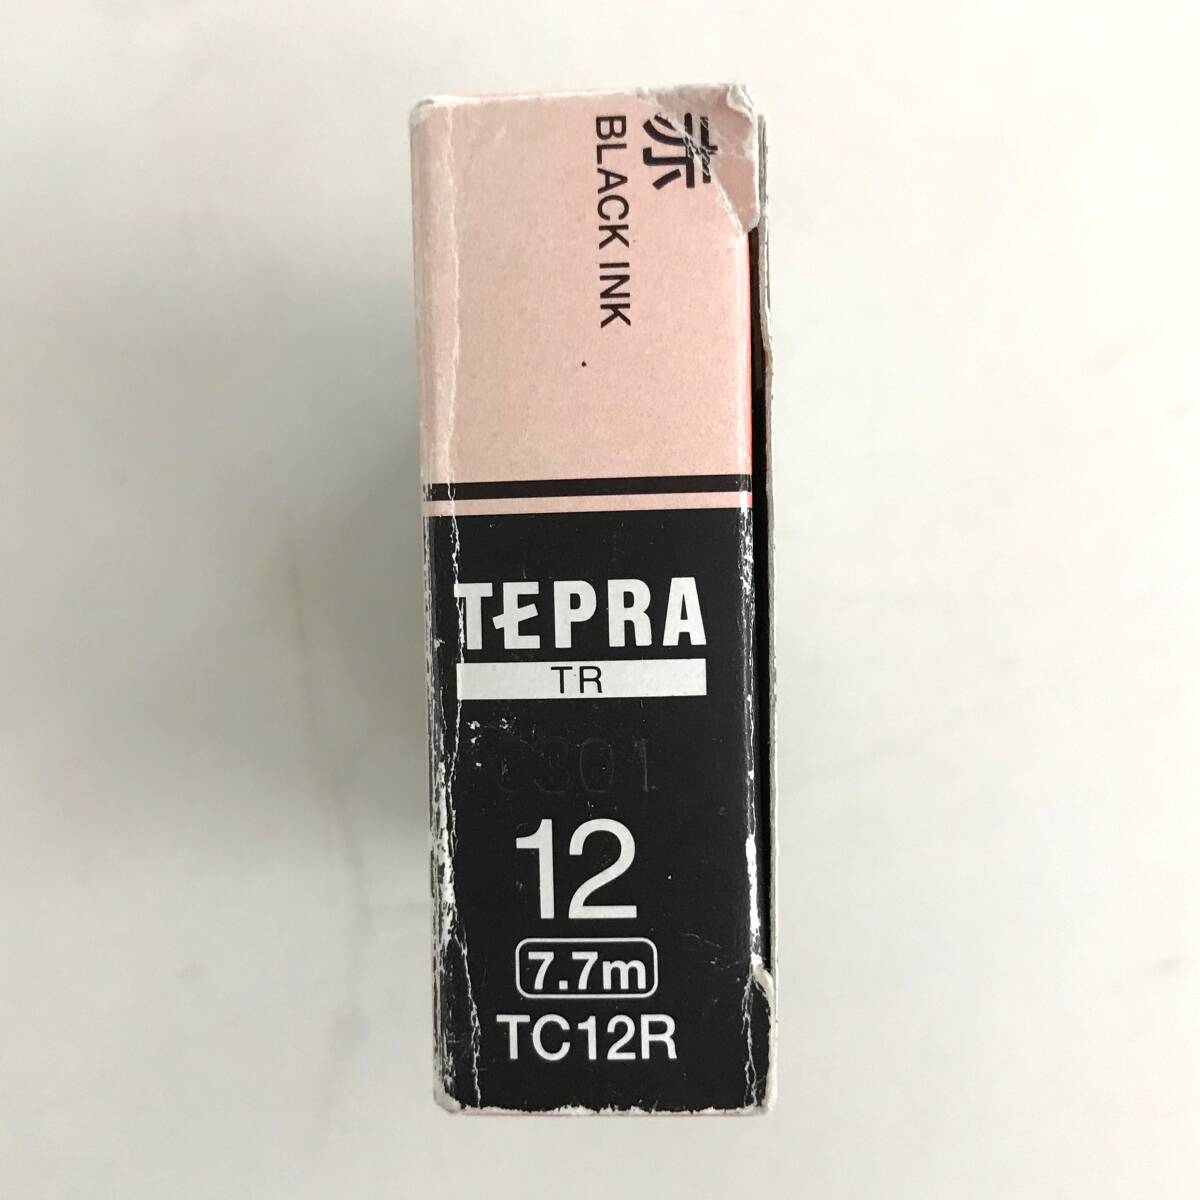 赤
BLACK INK
TEPRA
TR
12
7.7m
TC12R